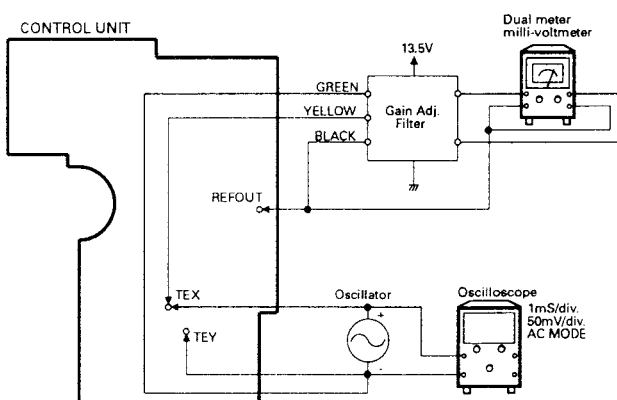 CONTROL UNIT
Dual meter
milli-voltmeter
13.5V
GREEN
YELLOW
BLACK
Gain Adj.
Filter
REFOUT
TEX
TEY
Oscillator
+
-
Oscilloscope
1mS/div.
50mV/div.
AC MODE